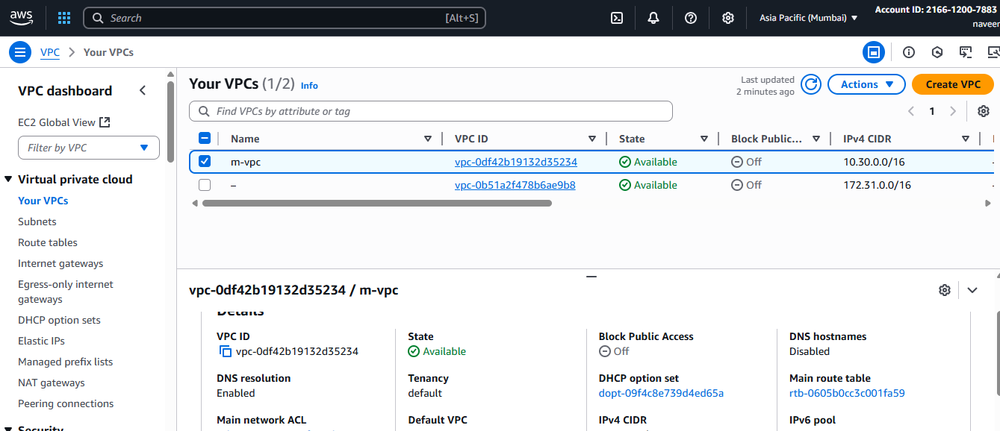 aws
Search [Alt+S]
Asia Pacific (Mumbai)
Account ID: 2166-1200-7883
naveen
VPC
Your VPCs
VPC dashboard
EC2 Global View
Filter by VPC
Virtual private cloud
Your VPCs
Subnets
Route tables
Internet gateways
Egress-only internet
gateways
DHCP option sets
Elastic IPs
Managed prefix lists
NAT gateways
Peering connections
Security
Your VPCs (1/2) Info
Last updated
2 minutes ago
Actions
Create VPC
Find VPCs by attribute or tag
1
Name VPC ID State Block Public... IPv4 CIDR
m-vpc vpc-0df42b19132d35234 Available Off 10.30.0.0/16
– vpc-0b51a2f478b6ae9b8 Available Off 172.31.0.0/16
vpc-0df42b19132d35234 / m-vpc
Details
VPC ID
vpc-0df42b19132d35234
State
Available
Block Public Access
Off
DNS hostnames
Disabled
DNS resolution
Enabled
Tenancy
default
DHCP option set
dopt-09f4c8e739d4ed65a
Main route table
rtb-0605b0cc3c001fa59
Main network ACL
Default VPC
IPv4 CIDR
IPv6 pool